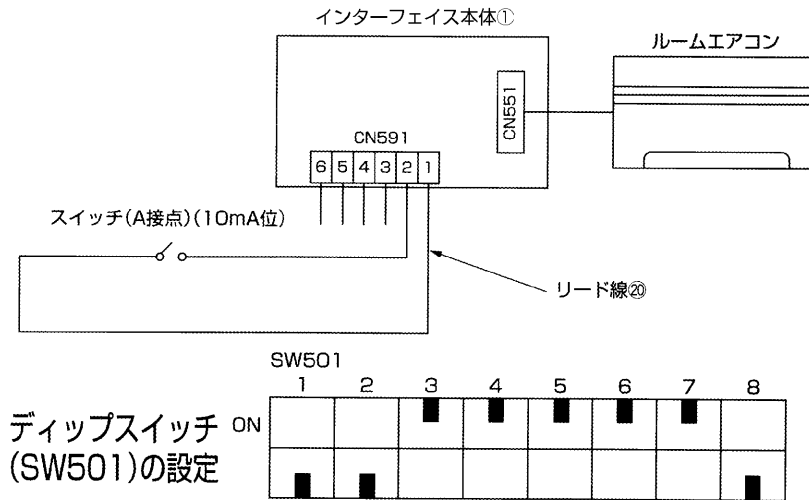 インターフェイス本体①
ルームエアコン
CN551
CN591
6 5 4 3 2 1
スイッチ(A接点)(10mA位)
リード線⑳
SW501
1 2 3 4 5 6 7 8
ディップスイッチ ON
(SW501)の設定